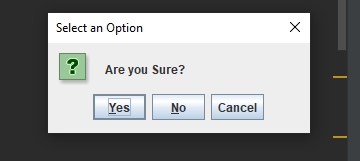 Select an Option
?
Are you Sure?
Yes No Cancel